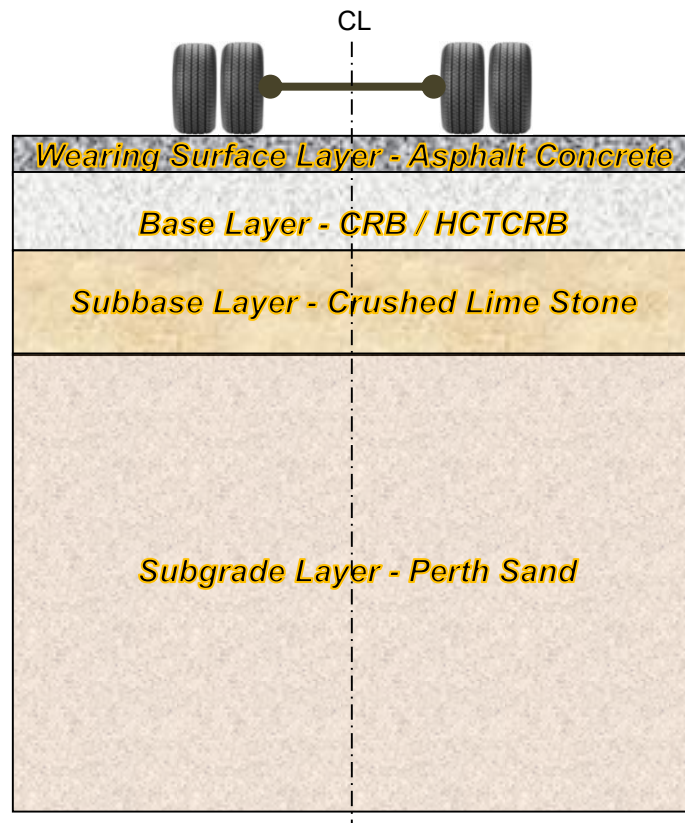 CL
Wearing Surface Layer - Asphalt Concrete
Base Layer - CRB / HCTCRB
Subbase Layer - Crushed Lime Stone
Subgrade Layer - Perth Sand